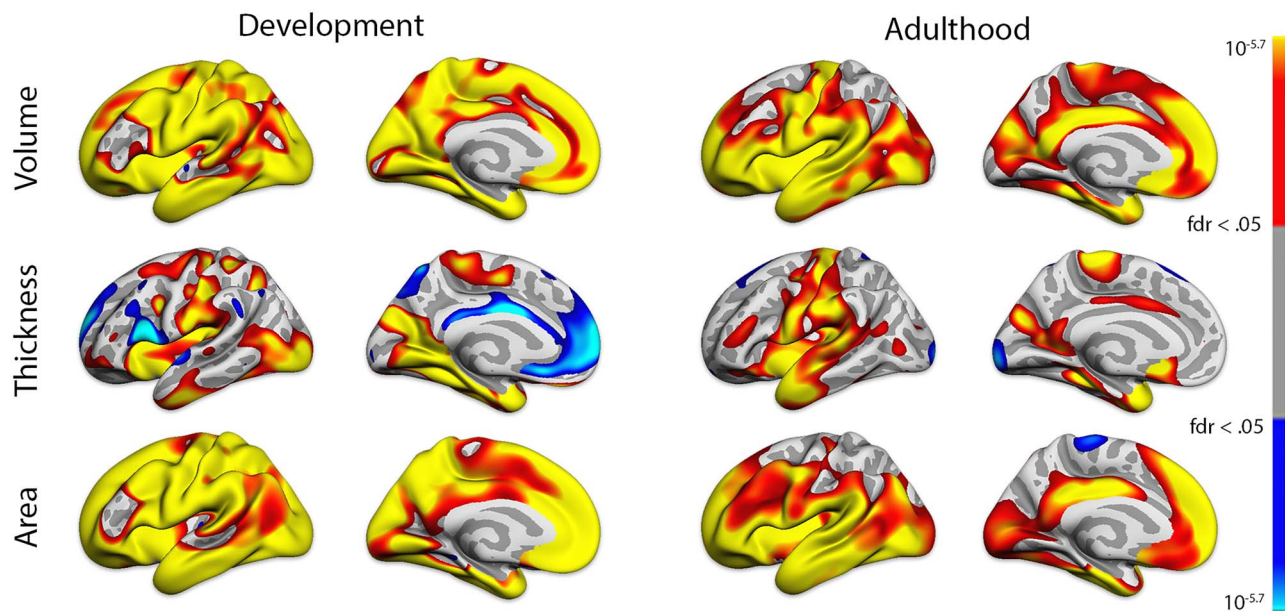 Development
Adulthood
10-5.7
Volume
fdr < .05
Thickness
fdr < .05
Area
10-5.7